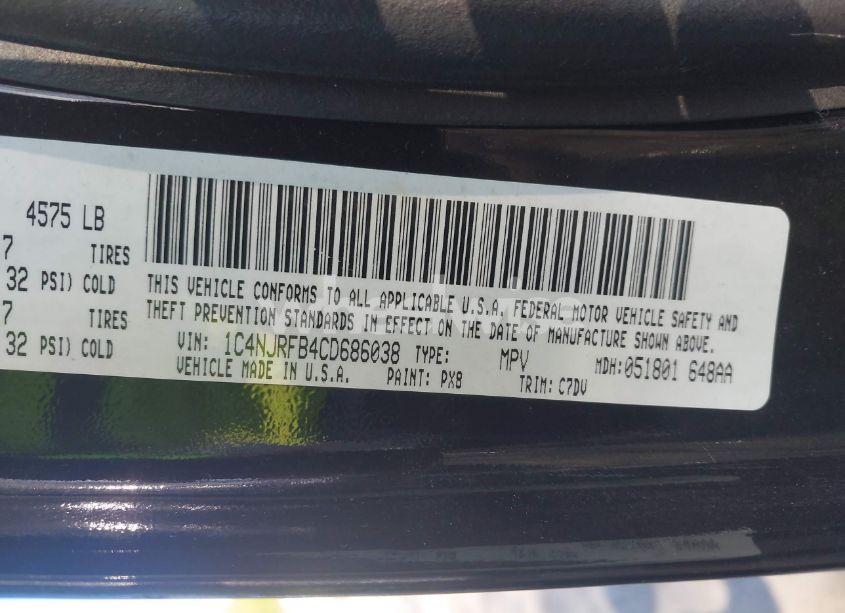 4575 LB
7 TIRES
32 PSI) COLD
7 TIRES
32 PSI) COLD
THIS VEHICLE CONFORMS TO ALL APPLICABLE U.S.A. FEDERAL MOTOR VEHICLE SAFETY AND
THEFT PREVENTION STANDARDS IN EFFECT ON THE DATE OF MANUFACTURE SHOWN ABOVE.
VIN: 1C4NJRFB4CD686038 TYPE: MPV MDH:051801 648AA
VEHICLE MADE IN U.S.A. PAINT: PX8 TRIM: C7DV